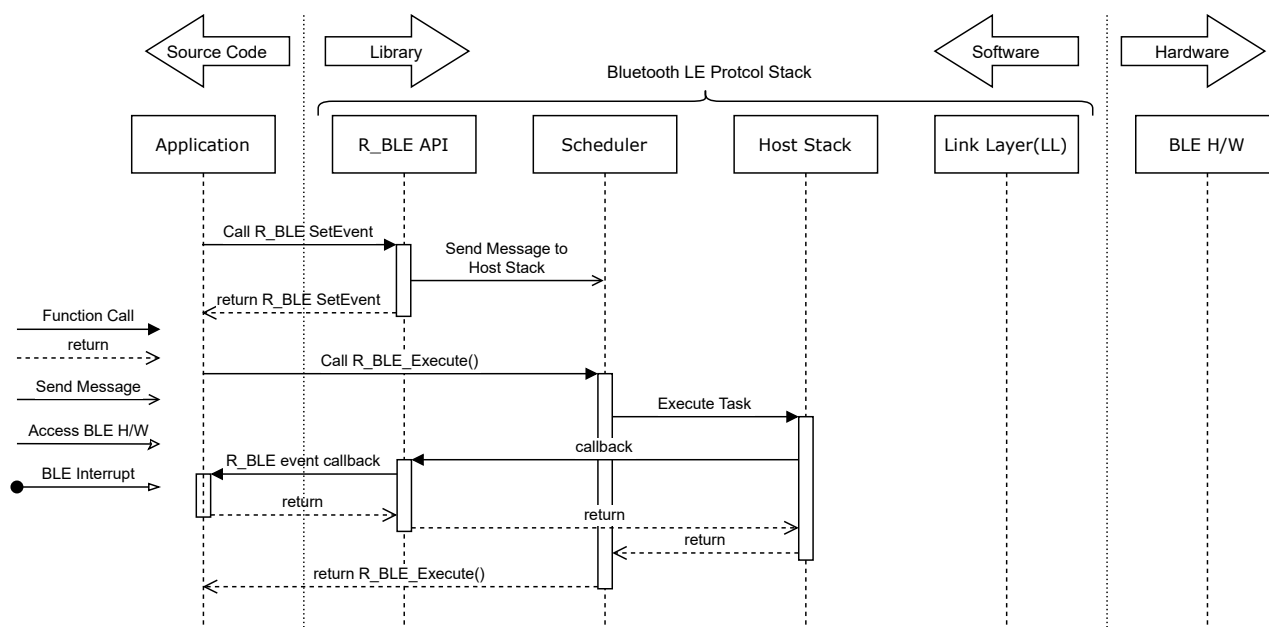 Source Code
Library
Software
Hardware
Bluetooth LE Protcol Stack
Application
R_BLE API
Scheduler
Host Stack
Link Layer(LL)
BLE H/W
Call R_BLE SetEvent
Send Message to
Host Stack
return R_BLE SetEvent
Function Call
return
Call R_BLE_Execute()
Send Message
Execute Task
Access BLE H/W
callback
R_BLE event callback
BLE Interrupt
return
return
return
return R_BLE_Execute()